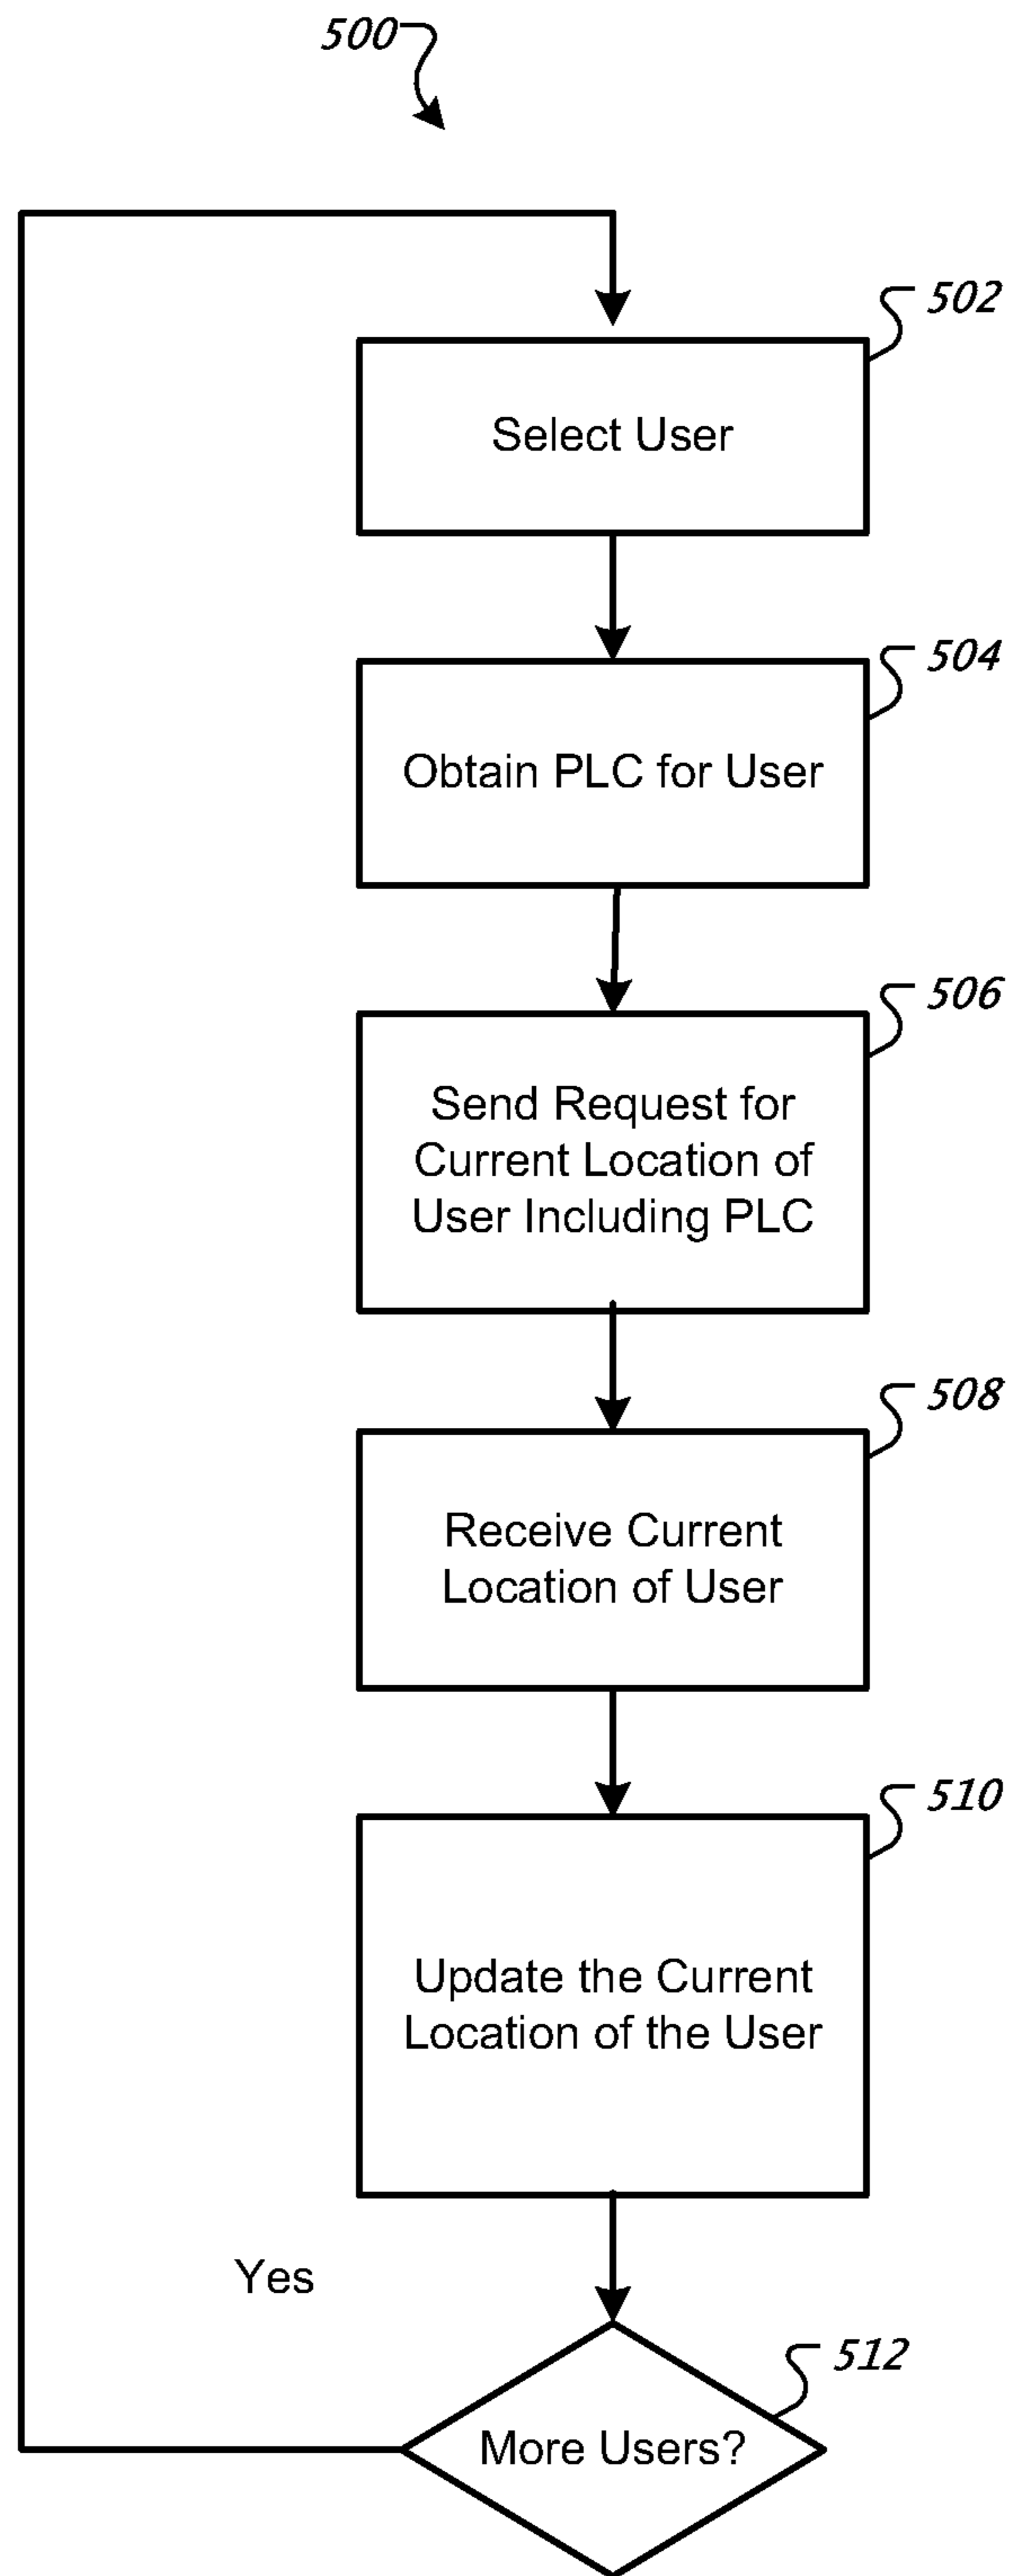 500
502
Select User
504
Obtain PLC for User
506
Send Request for
Current Location of
User Including PLC
508
Receive Current
Location of User
510
Update the Current
Location of the User
Yes
512
More Users?